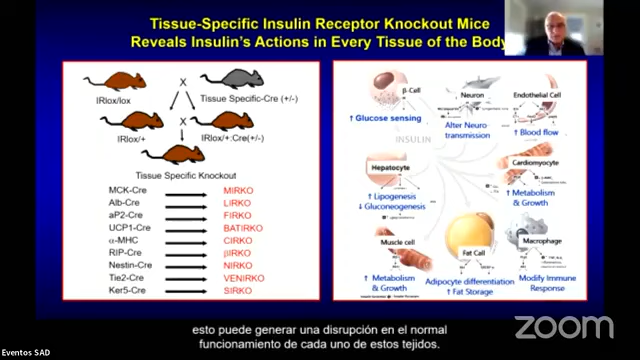 Tissue-Specific Insulin Receptor Knockout Mice
Reveals Insulin's Actions in Every Tissue of the Body
IRlox/lox
X
Tissue Specific-Cre (+/-)
IRlox/+
X
IRlox/+:Cre(+/-)
Tissue Specific Knockout
MCK-Cre MIRKO
Alb-Cre LIRKO
aP2-Cre FIRKO
UCP1-Cre BATIRKO
α-MHC CIRKO
RIP-Cre βIRKO
Nestin-Cre NIRKO
Tie2-Cre VENIRKO
Ker5-Cre SIRKO
β-Cell
↑ Glucose sensing
Neuron
Alter Neuro
transmission
Endothelial Cell
↑ Blood flow
INSULIN
Hepatocyte
↑ Lipogenesis
↓ Gluconeogenesis
Cardiomyocyte
↑ Metabolism
& Growth
Muscle cell
↑ Metabolism
& Growth
Fat Cell
Adipocyte differentiation
↑ Fat Storage
Macrophage
Modify Immune
Response
esto puede generar una disrupción en el normal
funcionamiento de cada uno de estos tejidos.
Eventos SAD
zoom